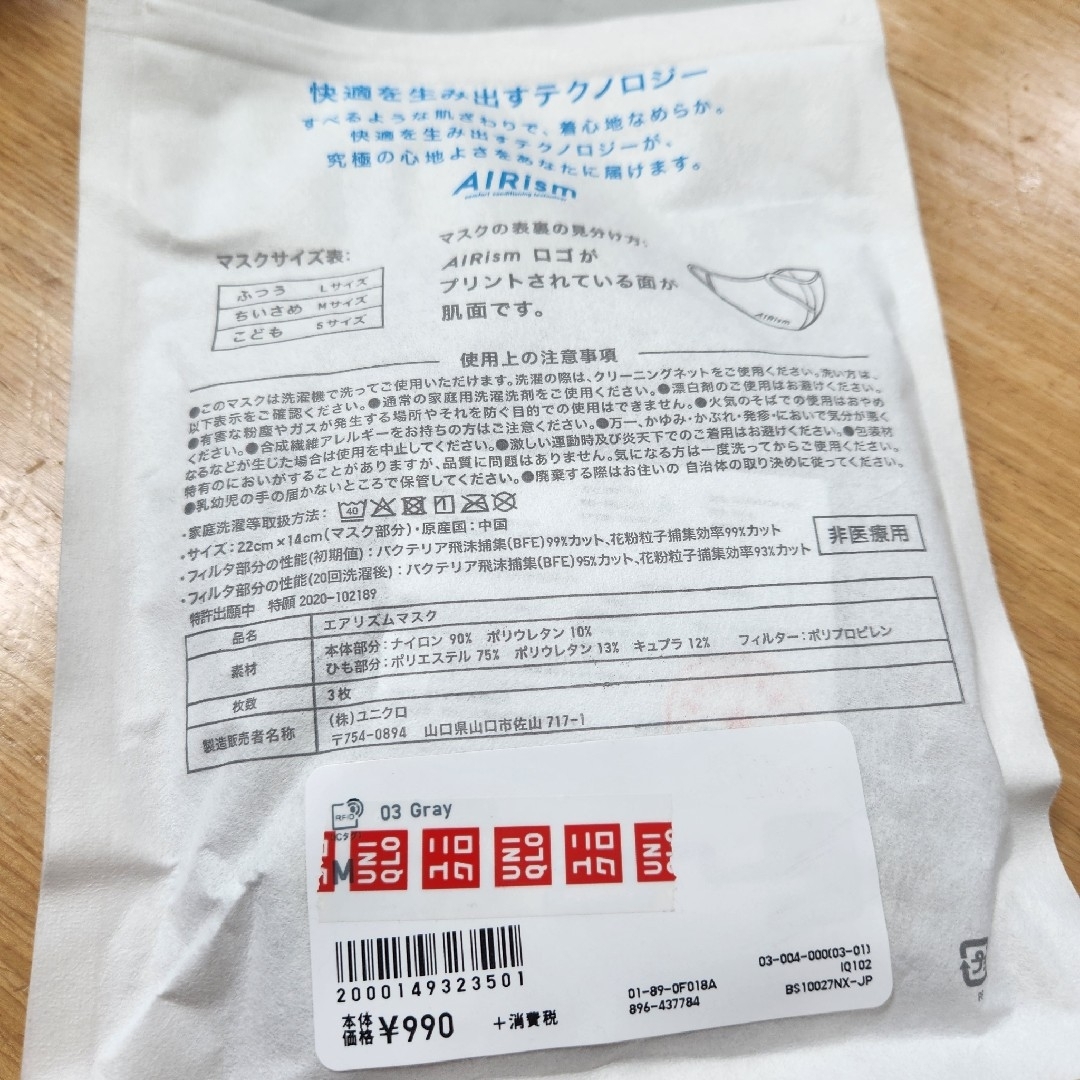 快適を生み出すテクノロジー
すべるような肌ざわりで、着心地なめらか。
快適を生み出すテクノロジーが、
究極の心地よさをあなたに届けます。
AIRism
comfort conditioning technology
マスクサイズ表:
ふつう Lサイズ
ちいさめ Mサイズ
こども Sサイズ
マスクの表裏の見分け方:
AIRism ロゴが
プリントされている面が
肌面です。
AIRism
使用上の注意事項
●このマスクは洗濯機で洗ってご使用いただけます。洗濯の際は、クリーニングネットをご使用ください。洗い方は、
以下表示をご確認ください。●通常の家庭用洗濯洗剤をご使用ください。●漂白剤のご使用はお避けください。
●有害な粉塵やガスが発生する場所やそれを防ぐ目的での使用はできません。●火気のそばでの使用はおやめ
ください。●合成繊維アレルギーをお持ちの方はご注意ください。●万一、かゆみ・かぶれ・発疹・においで気分が悪く
なるなどが生じた場合は使用を中止してください。●激しい運動時及び炎天下でのご着用はお避けください。●包装材
特有のにおいがすることがありますが、品質に問題はありません。気になる方は一度洗ってからご使用ください。
●乳幼児の手の届かないところで保管してください。●廃棄する際はお住いの 自治体の取り決めに従ってください。
・家庭洗濯等取扱方法: 40
・サイズ:22cm×14cm(マスク部分)・原産国:中国
・フィルタ部分の性能(初期値):バクテリア飛沫捕集(BFE)99%カット、花粉粒子捕集効率99%カット
・フィルタ部分の性能(20回洗濯後):バクテリア飛沫捕集(BFE)95%カット、花粉粒子捕集効率93%カット
非医療用
特許出願中 特願 2020-102189
品名 エアリズムマスク
素材 本体部分:ナイロン 90% ポリウレタン 10%
ひも部分:ポリエステル 75% ポリウレタン 13% キュプラ 12% フィルター:ポリプロピレン
枚数 3枚
製造販売者名称 (株)ユニクロ
〒754-0894 山口県山口市佐山 717-1
RFID 03 Gray
M UNIQLO ユニクロ UNIQLO ユニクロ UNIQLO
2000149323501
本体価格 ¥990 +消費税
01-89-0F018A
896-437784
03-004-000(03-01)
IQ102
BS10027NX-JP
プラ